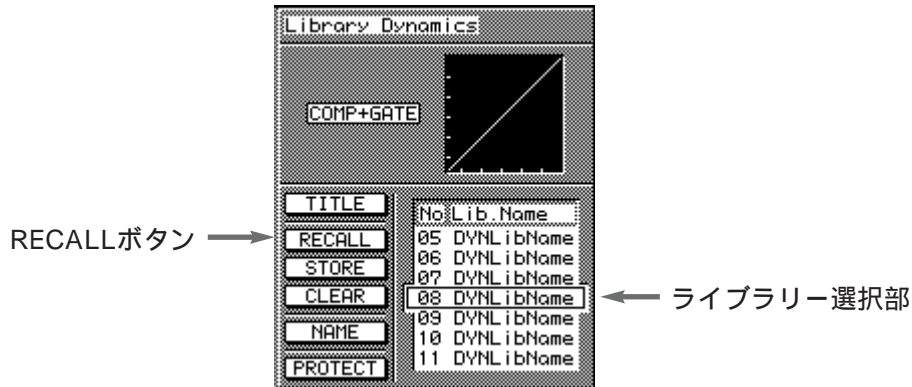 Library Dynamics
COMP+GATE
TITLE
RECALLボタン
RECALL
STORE
CLEAR
NAME
PROTECT
No Lib.Name
05 DYNLibName
06 DYNLibName
07 DYNLibName
08 DYNLibName
09 DYNLibName
10 DYNLibName
11 DYNLibName
ライブラリー選択部